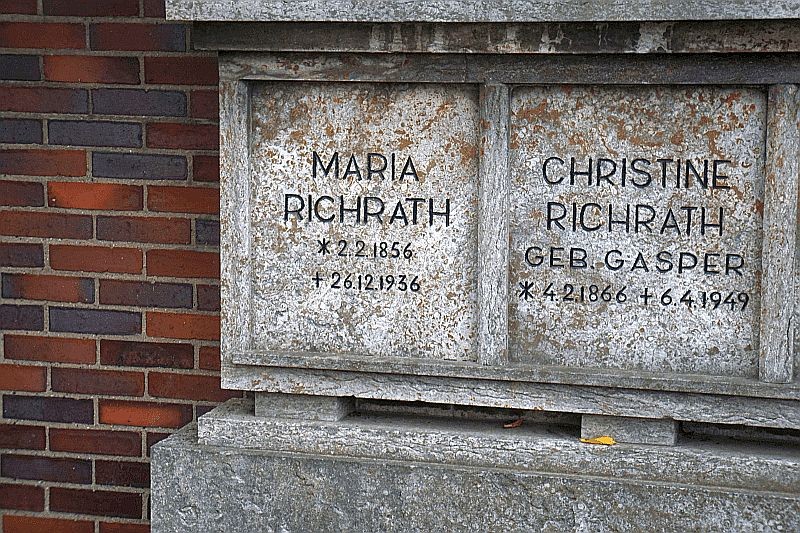 MARIA
RICHRATH
* 2.2.1856
+ 26.12.1936
CHRISTINE
RICHRATH
GEB. GASPER
* 4.2.1866 + 6.4.1949